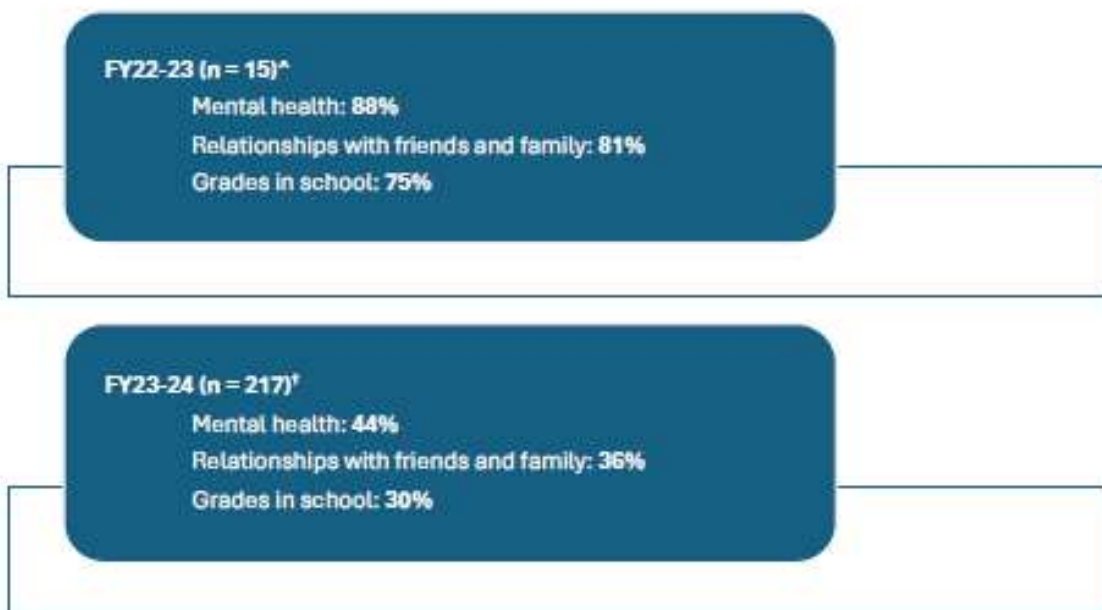 FY22-23 (n = 15)^
Mental health: 88%
Relationships with friends and family: 81%
Grades in school: 75%
FY23-24 (n = 217)†
Mental health: 44%
Relationships with friends and family: 36%
Grades in school: 30%